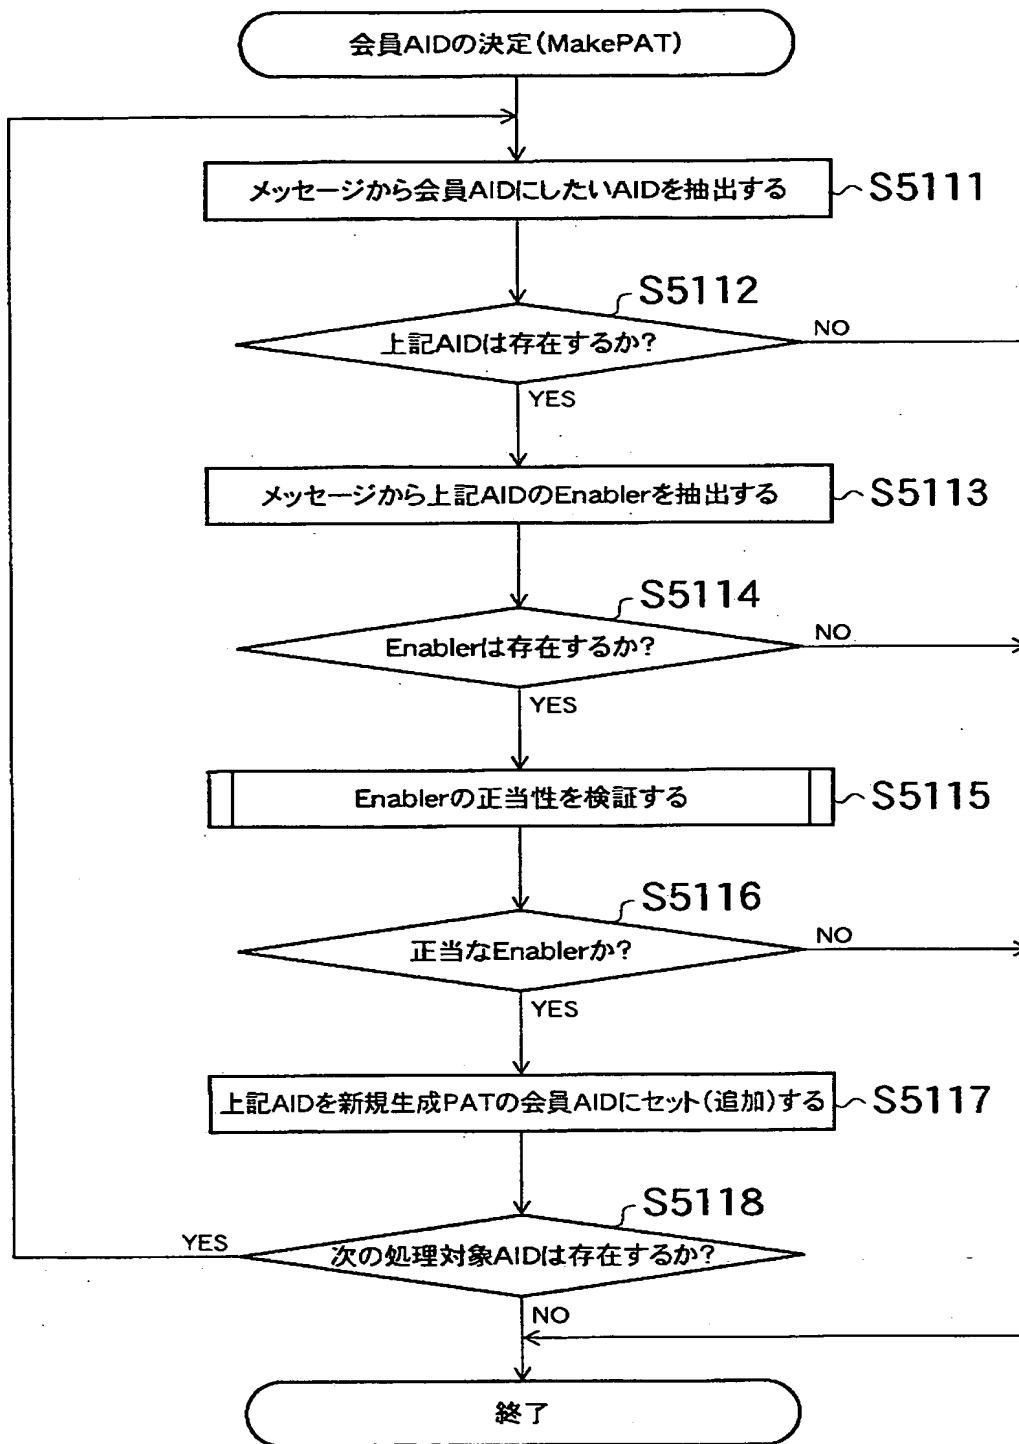 会員AIDの決定(MakePAT)
メッセージから会員AIDにしたいAIDを抽出する
S5111
S5112
上記AIDは存在するか?
NO
YES
メッセージから上記AIDのEnablerを抽出する
S5113
S5114
Enablerは存在するか?
NO
YES
Enablerの正当性を検証する
S5115
S5116
正当なEnablerか?
NO
YES
上記AIDを新規生成PATの会員AIDにセット(追加)する
S5117
S5118
YES
次の処理対象AIDは存在するか?
NO
終了